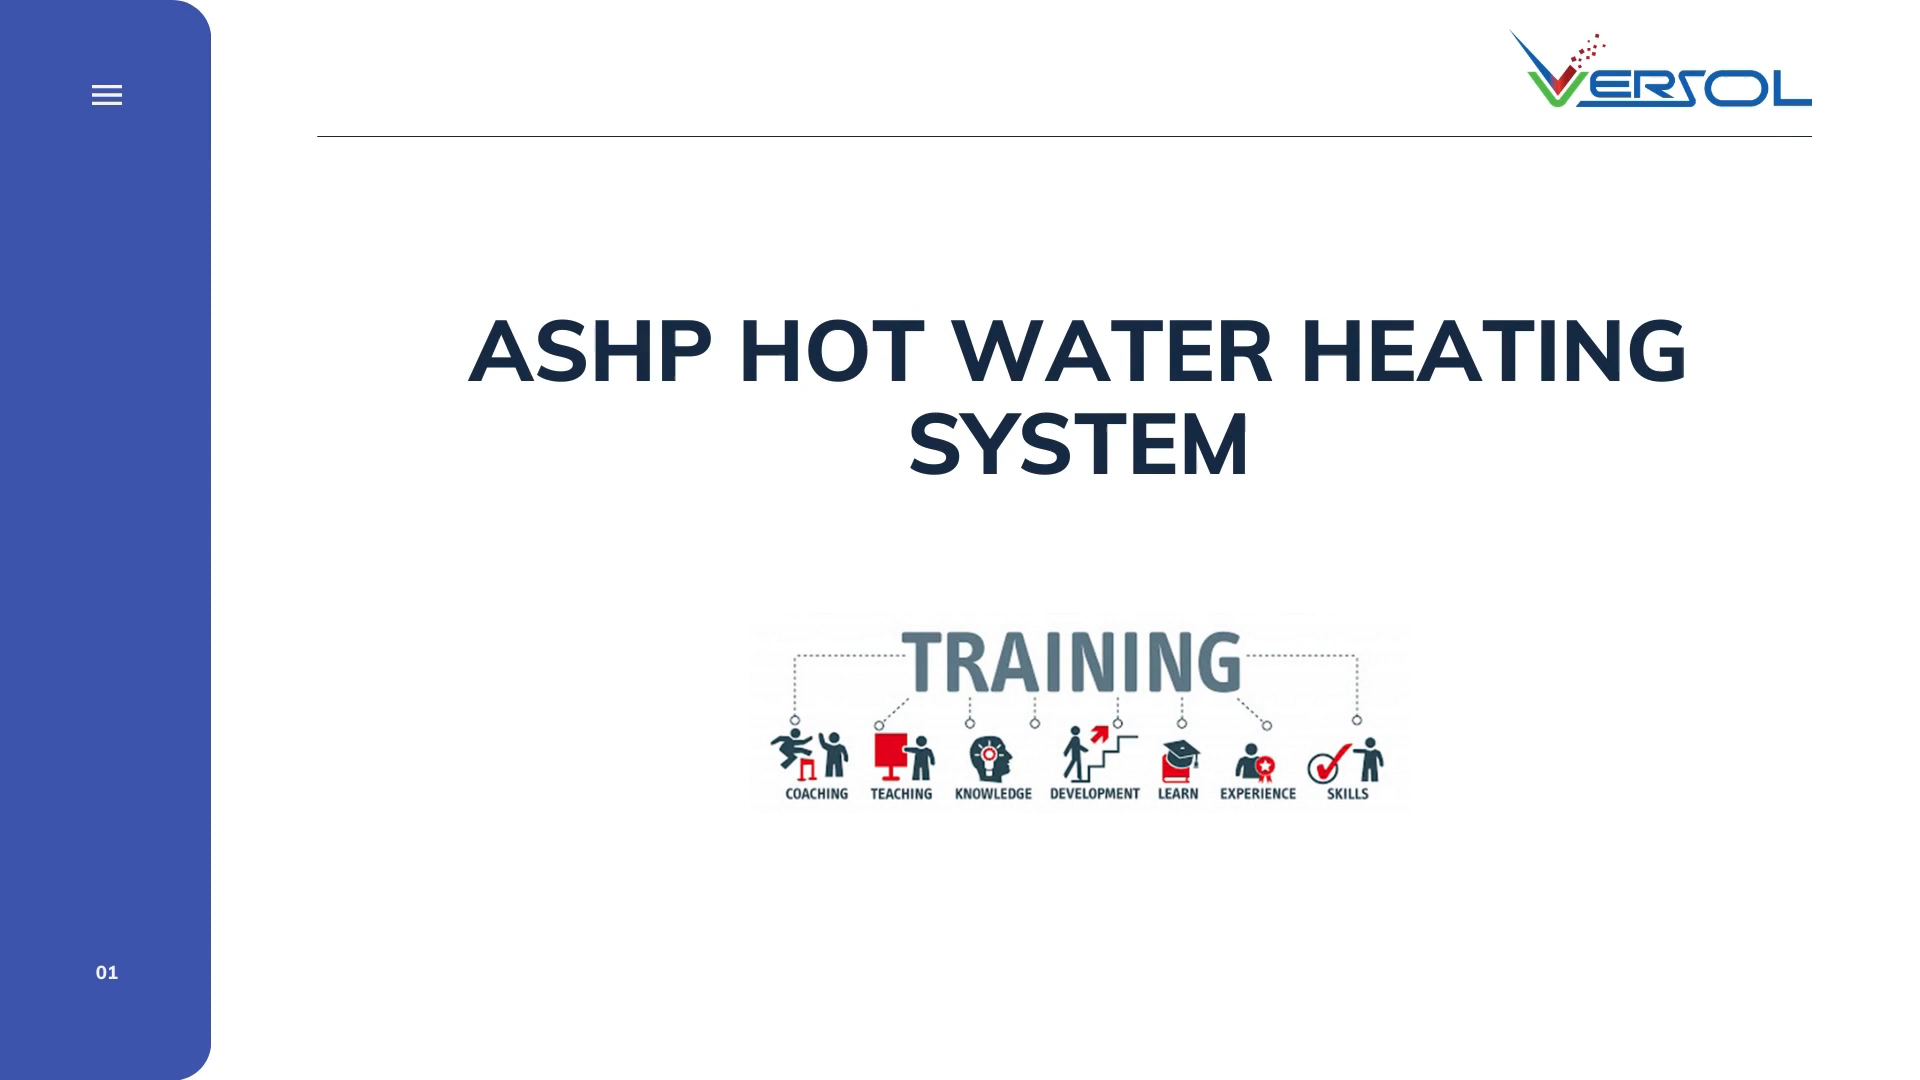 VERSOL
ASHP HOT WATER HEATING
SYSTEM
TRAINING
COACHING TEACHING KNOWLEDGE DEVELOPMENT LEARN EXPERIENCE SKILLS
01